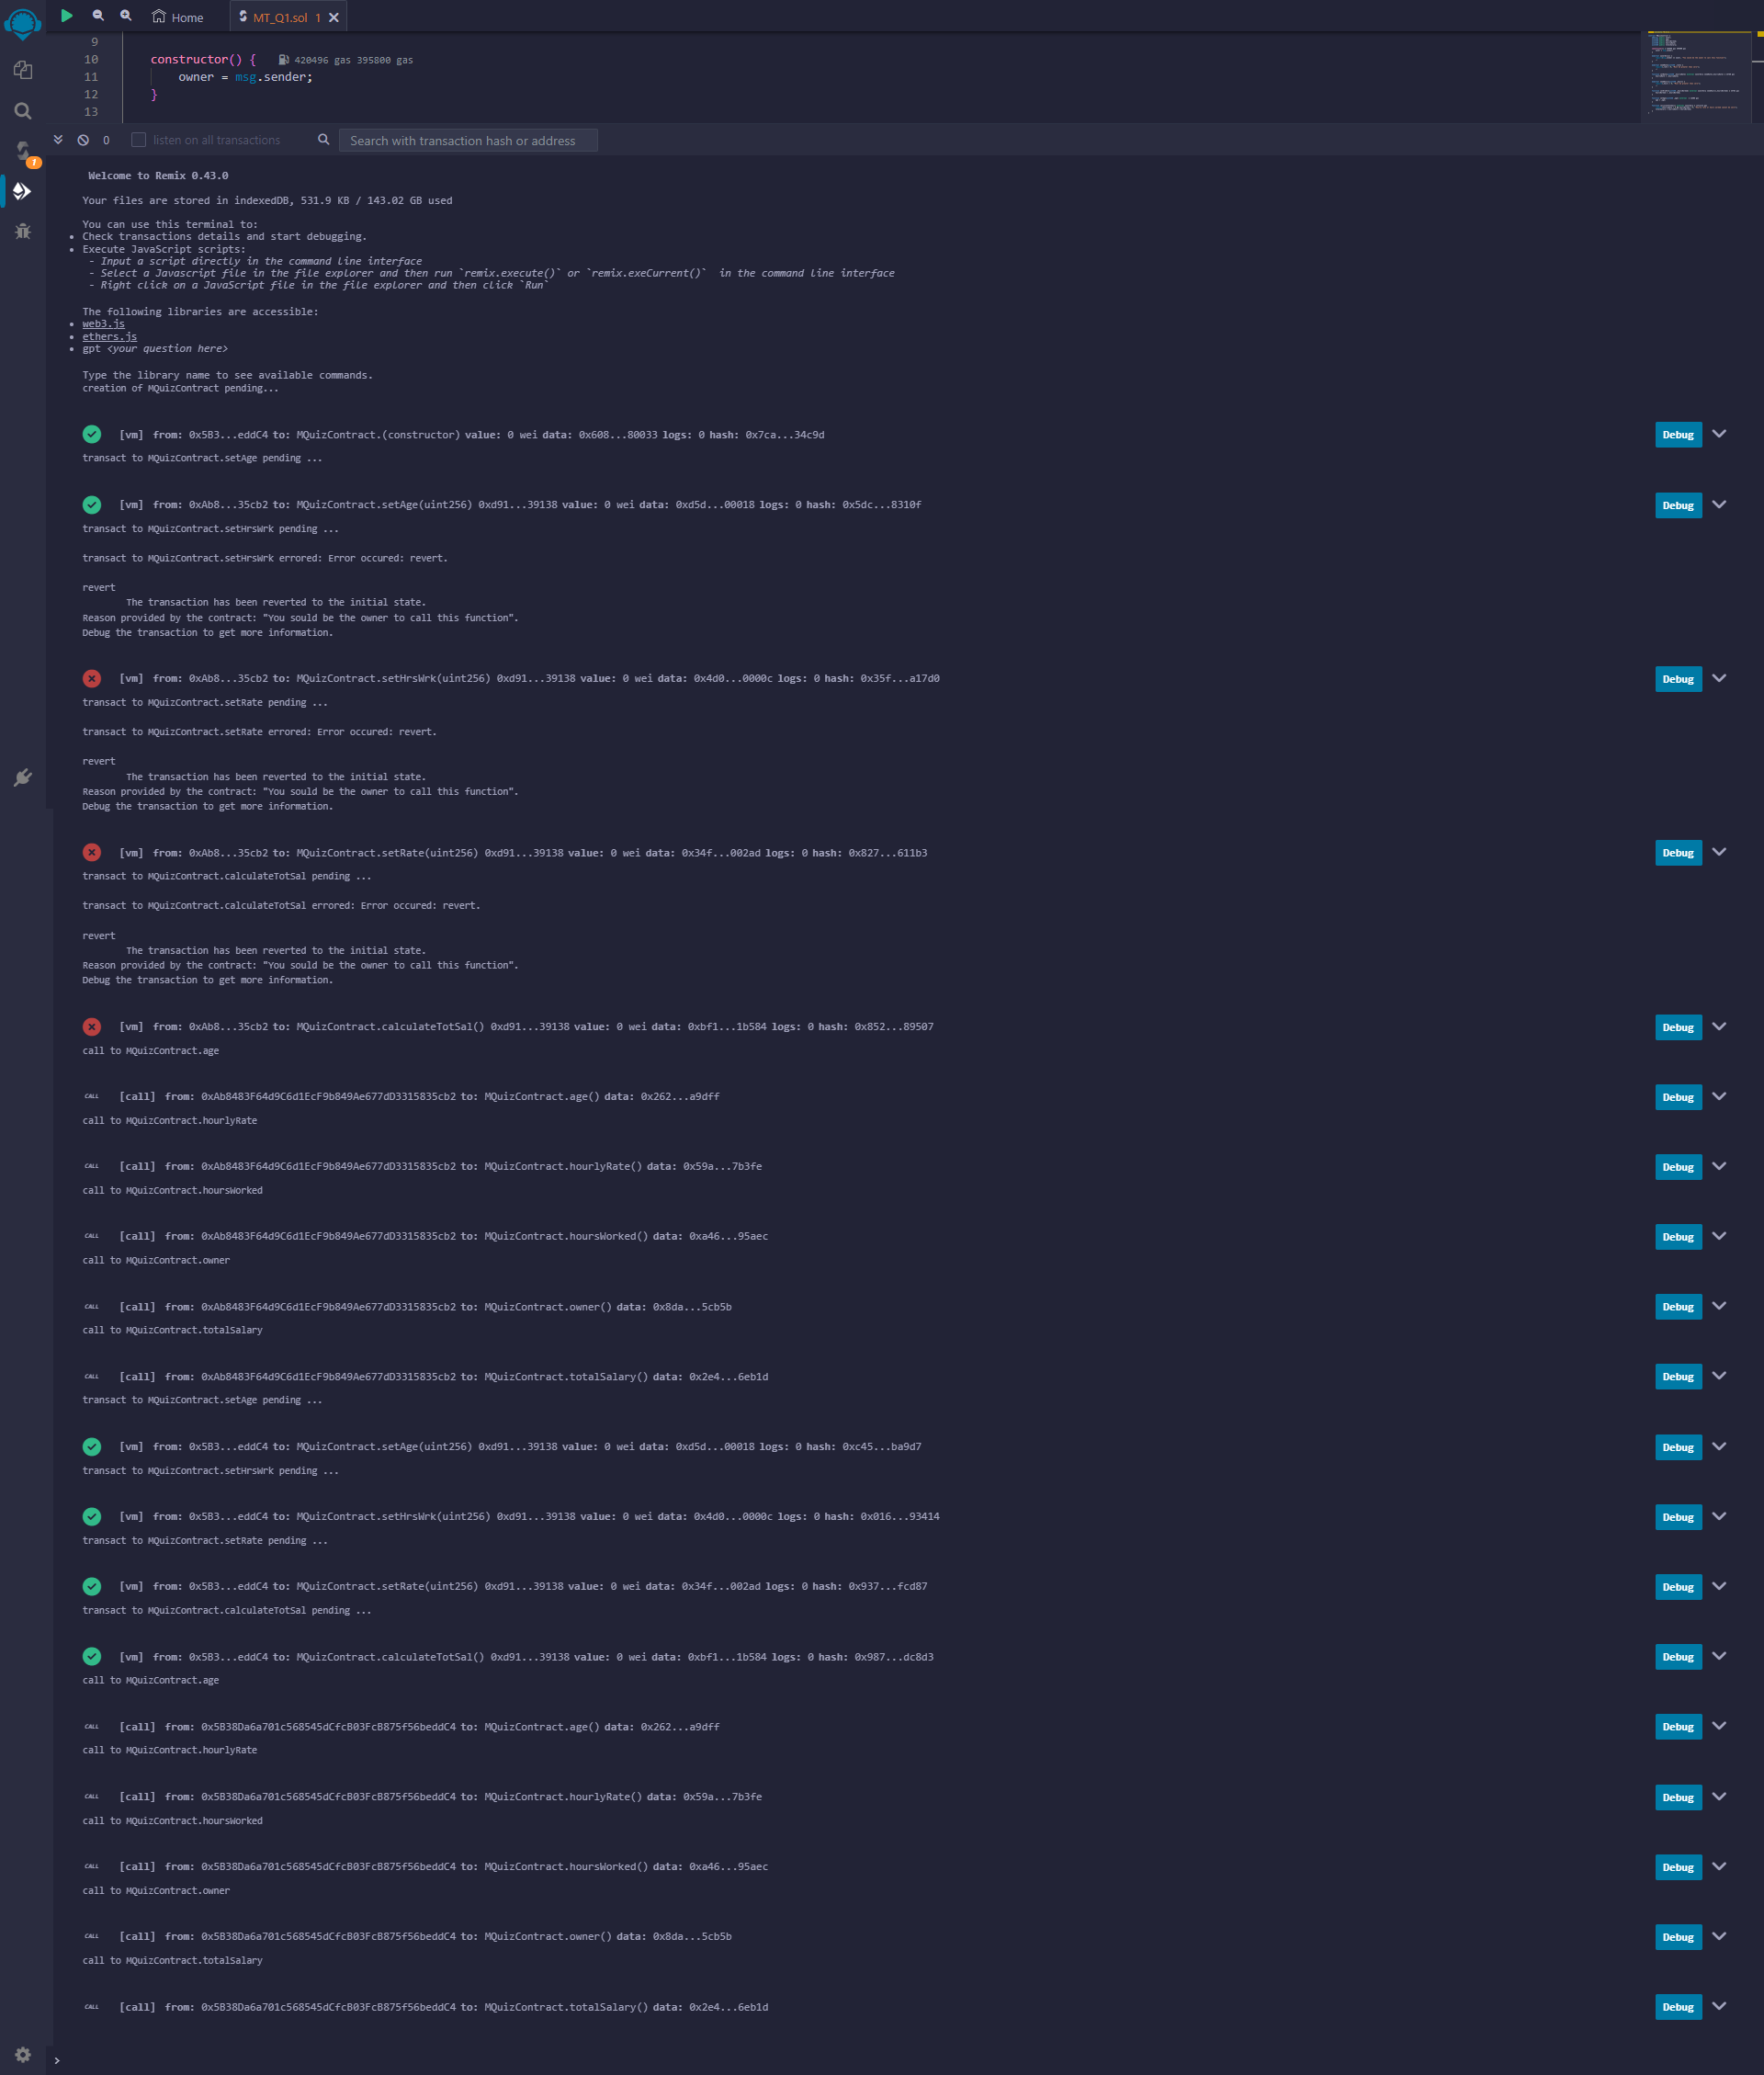 Home
MT_Q1.sol 1
9
10 constructor() { 420496 gas 395800 gas
11 owner = msg.sender;
12 }
13
0 listen on all transactions Search with transaction hash or address
1
Welcome to Remix 0.43.0
Your files are stored in indexedDB, 531.9 KB / 143.02 GB used
You can use this terminal to:
• Check transactions details and start debugging.
• Execute JavaScript scripts:
- Input a script directly in the command line interface
- Select a Javascript file in the file explorer and then run `remix.execute()` or `remix.exeCurrent()` in the command line interface
- Right click on a JavaScript file in the file explorer and then click `Run`
The following libraries are accessible:
• web3.js
• ethers.js
• gpt <your question here>
Type the library name to see available commands.
creation of MQuizContract pending...
[vm] from: 0x5B3...eddC4 to: MQuizContract.(constructor) value: 0 wei data: 0x608...80033 logs: 0 hash: 0x7ca...34c9d Debug
transact to MQuizContract.setAge pending ...
[vm] from: 0xAb8...35cb2 to: MQuizContract.setAge(uint256) 0xd91...39138 value: 0 wei data: 0xd5d...00018 logs: 0 hash: 0x5dc...8310f Debug
transact to MQuizContract.setHrsWrk pending ...
transact to MQuizContract.setHrsWrk errored: Error occured: revert.
revert
The transaction has been reverted to the initial state.
Reason provided by the contract: "You sould be the owner to call this function".
Debug the transaction to get more information.
[vm] from: 0xAb8...35cb2 to: MQuizContract.setHrsWrk(uint256) 0xd91...39138 value: 0 wei data: 0x4d0...0000c logs: 0 hash: 0x35f...a17d0 Debug
transact to MQuizContract.setRate pending ...
transact to MQuizContract.setRate errored: Error occured: revert.
revert
The transaction has been reverted to the initial state.
Reason provided by the contract: "You sould be the owner to call this function".
Debug the transaction to get more information.
[vm] from: 0xAb8...35cb2 to: MQuizContract.setRate(uint256) 0xd91...39138 value: 0 wei data: 0x34f...002ad logs: 0 hash: 0x827...611b3 Debug
transact to MQuizContract.calculateTotSal pending ...
transact to MQuizContract.calculateTotSal errored: Error occured: revert.
revert
The transaction has been reverted to the initial state.
Reason provided by the contract: "You sould be the owner to call this function".
Debug the transaction to get more information.
[vm] from: 0xAb8...35cb2 to: MQuizContract.calculateTotSal() 0xd91...39138 value: 0 wei data: 0xbf1...1b584 logs: 0 hash: 0x852...89507 Debug
call to MQuizContract.age
CALL [call] from: 0xAb8483F64d9C6d1EcF9b849Ae677dD3315835cb2 to: MQuizContract.age() data: 0x262...a9dff Debug
call to MQuizContract.hourlyRate
CALL [call] from: 0xAb8483F64d9C6d1EcF9b849Ae677dD3315835cb2 to: MQuizContract.hourlyRate() data: 0x59a...7b3fe Debug
call to MQuizContract.hoursWorked
CALL [call] from: 0xAb8483F64d9C6d1EcF9b849Ae677dD3315835cb2 to: MQuizContract.hoursWorked() data: 0xa46...95aec Debug
call to MQuizContract.owner
CALL [call] from: 0xAb8483F64d9C6d1EcF9b849Ae677dD3315835cb2 to: MQuizContract.owner() data: 0x8da...5cb5b Debug
call to MQuizContract.totalSalary
CALL [call] from: 0xAb8483F64d9C6d1EcF9b849Ae677dD3315835cb2 to: MQuizContract.totalSalary() data: 0x2e4...6eb1d Debug
transact to MQuizContract.setAge pending ...
[vm] from: 0x5B3...eddC4 to: MQuizContract.setAge(uint256) 0xd91...39138 value: 0 wei data: 0xd5d...00018 logs: 0 hash: 0xc45...ba9d7 Debug
transact to MQuizContract.setHrsWrk pending ...
[vm] from: 0x5B3...eddC4 to: MQuizContract.setHrsWrk(uint256) 0xd91...39138 value: 0 wei data: 0x4d0...0000c logs: 0 hash: 0x016...93414 Debug
transact to MQuizContract.setRate pending ...
[vm] from: 0x5B3...eddC4 to: MQuizContract.setRate(uint256) 0xd91...39138 value: 0 wei data: 0x34f...002ad logs: 0 hash: 0x937...fcd87 Debug
transact to MQuizContract.calculateTotSal pending ...
[vm] from: 0x5B3...eddC4 to: MQuizContract.calculateTotSal() 0xd91...39138 value: 0 wei data: 0xbf1...1b584 logs: 0 hash: 0x987...dc8d3 Debug
call to MQuizContract.age
CALL [call] from: 0x5B38Da6a701c568545dCfcB03FcB875f56beddC4 to: MQuizContract.age() data: 0x262...a9dff Debug
call to MQuizContract.hourlyRate
CALL [call] from: 0x5B38Da6a701c568545dCfcB03FcB875f56beddC4 to: MQuizContract.hourlyRate() data: 0x59a...7b3fe Debug
call to MQuizContract.hoursWorked
CALL [call] from: 0x5B38Da6a701c568545dCfcB03FcB875f56beddC4 to: MQuizContract.hoursWorked() data: 0xa46...95aec Debug
call to MQuizContract.owner
CALL [call] from: 0x5B38Da6a701c568545dCfcB03FcB875f56beddC4 to: MQuizContract.owner() data: 0x8da...5cb5b Debug
call to MQuizContract.totalSalary
CALL [call] from: 0x5B38Da6a701c568545dCfcB03FcB875f56beddC4 to: MQuizContract.totalSalary() data: 0x2e4...6eb1d Debug
>